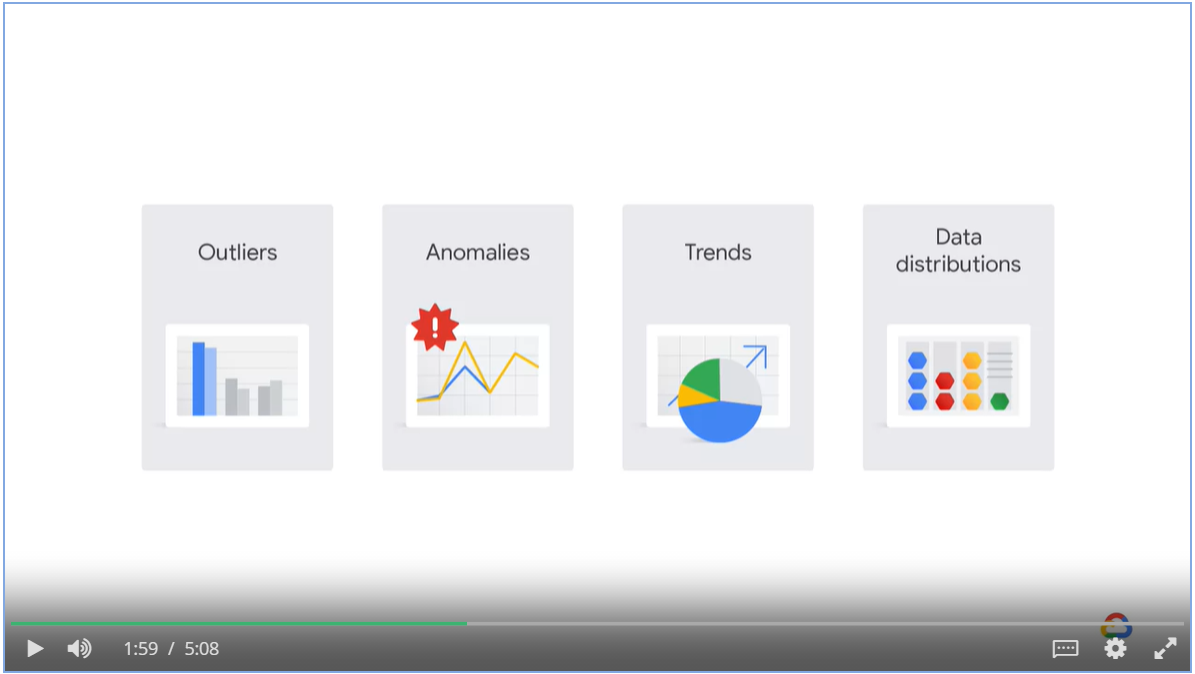 Outliers
Anomalies
Trends
Data
distributions
!
1:59 / 5:08